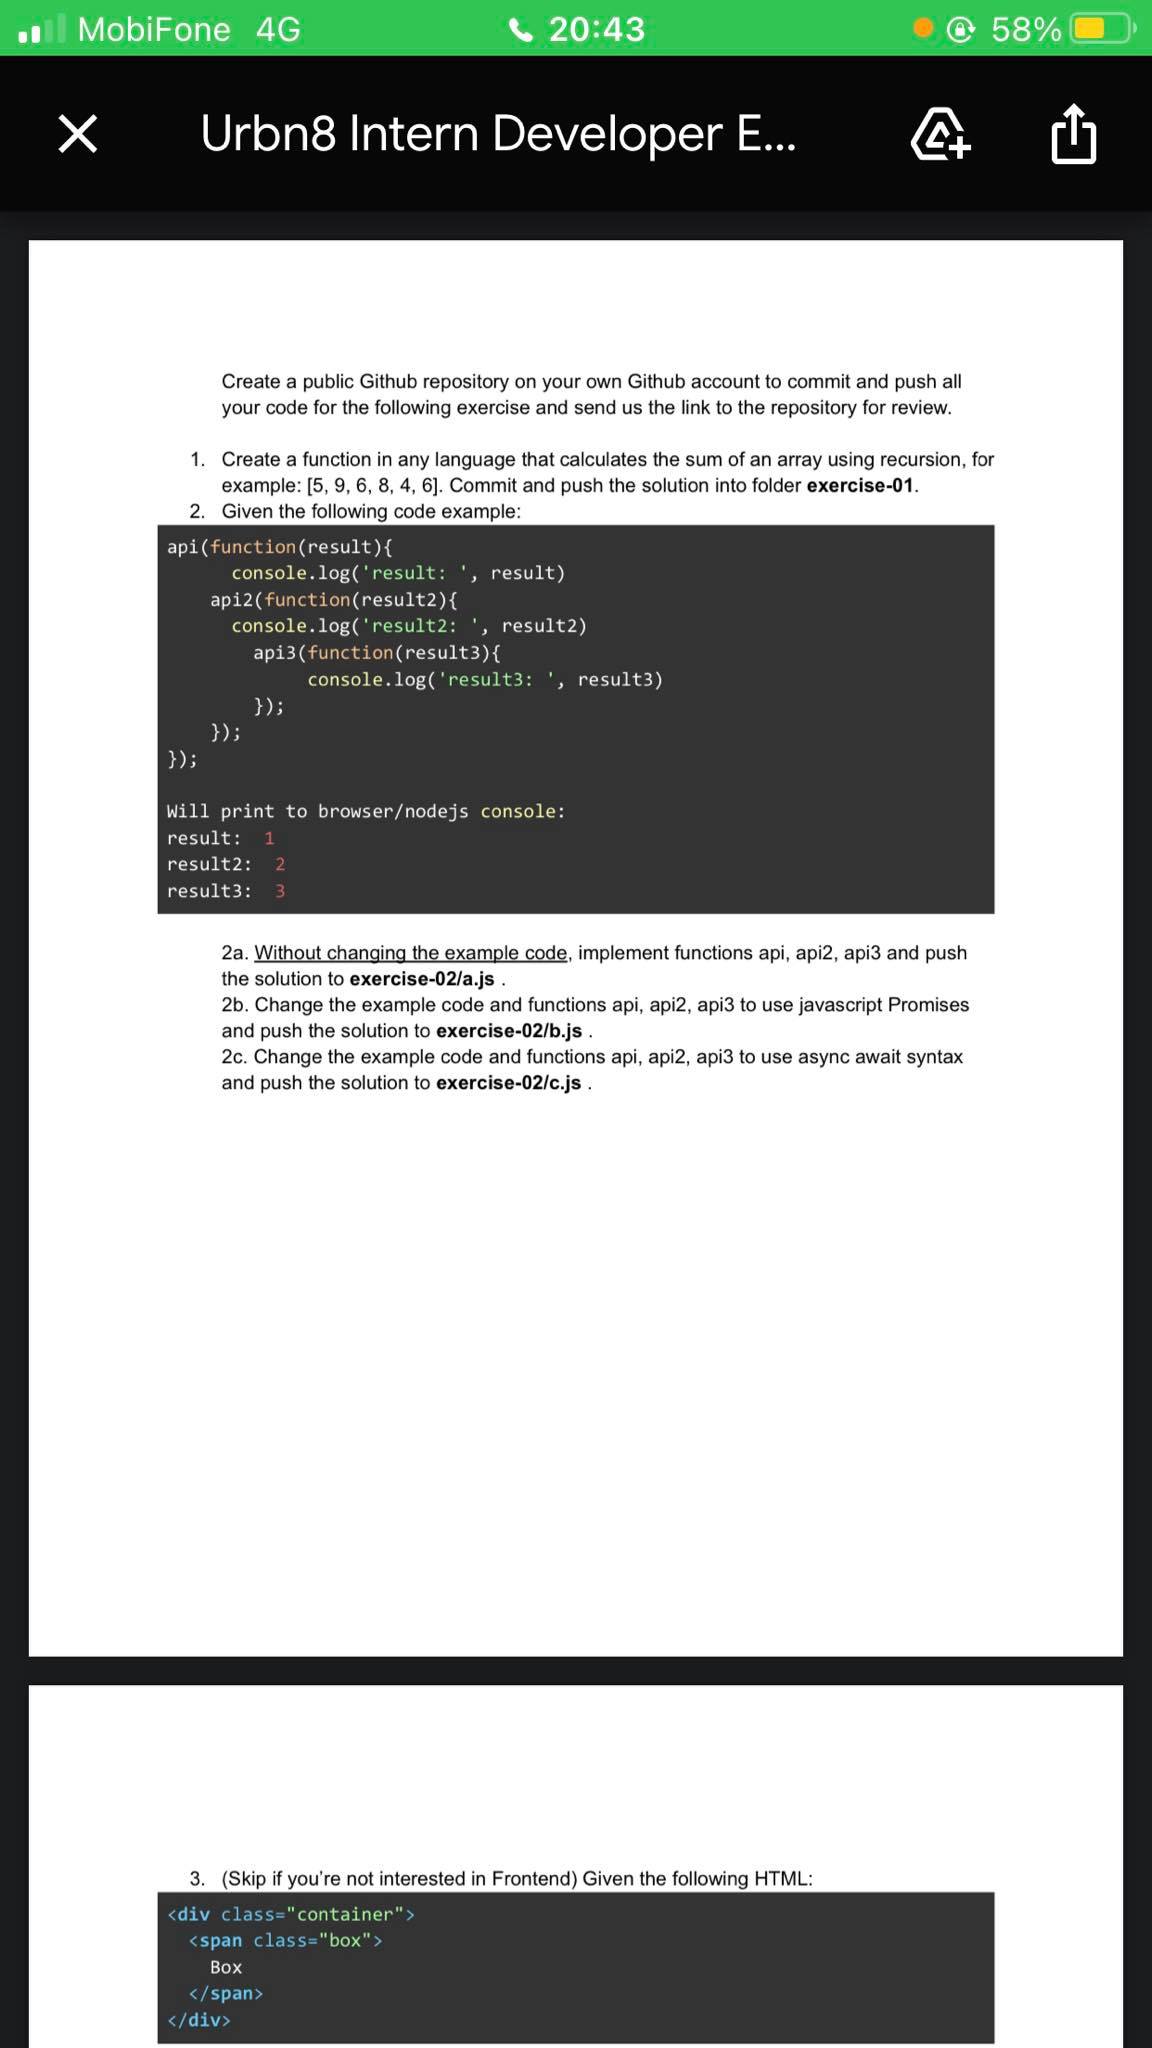 MobiFone 4G 20:43 58%
Urbn8 Intern Developer E...
Create a public Github repository on your own Github account to commit and push all
your code for the following exercise and send us the link to the repository for review.
1. Create a function in any language that calculates the sum of an array using recursion, for
example: [5, 9, 6, 8, 4, 6]. Commit and push the solution into folder exercise-01.
2. Given the following code example:
api(function(result){
console.log('result: ', result)
api2(function(result2){
console.log('result2: ', result2)
api3(function(result3){
console.log('result3: ', result3)
});
});
});
Will print to browser/nodejs console:
result: 1
result2: 2
result3: 3
2a. Without changing the example code, implement functions api, api2, api3 and push
the solution to exercise-02/a.js .
2b. Change the example code and functions api, api2, api3 to use javascript Promises
and push the solution to exercise-02/b.js .
2c. Change the example code and functions api, api2, api3 to use async await syntax
and push the solution to exercise-02/c.js .
3. (Skip if you're not interested in Frontend) Given the following HTML:
<div class="container">
<span class="box">
Box
</span>
</div>